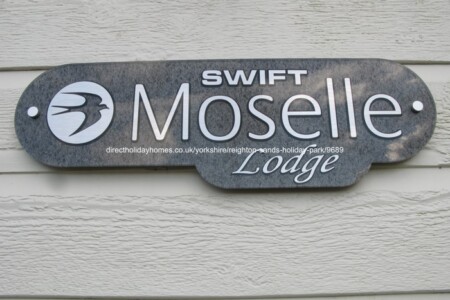 SWIFT
Moselle
directholidayhomes.co.uk/yorkshire/reighton-sands-holiday-park/9689
Lodge